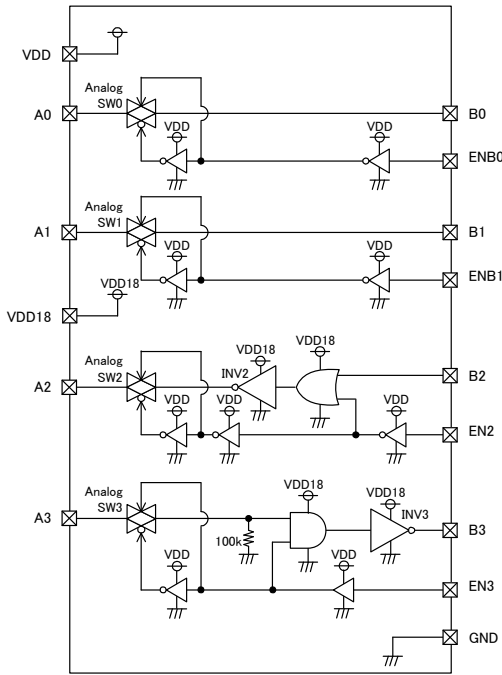 VDD
Analog
SW0
A0
B0
VDD
VDD
ENB0
Analog
SW1
A1
B1
VDD
VDD
ENB1
VDD18
VDD18
VDD18
Analog
SW2
VDD18
INV2
B2
A2
VDD
VDD
VDD
EN2
Analog
SW3
VDD18
VDD18
A3
INV3
B3
100k
VDD
VDD
EN3
GND